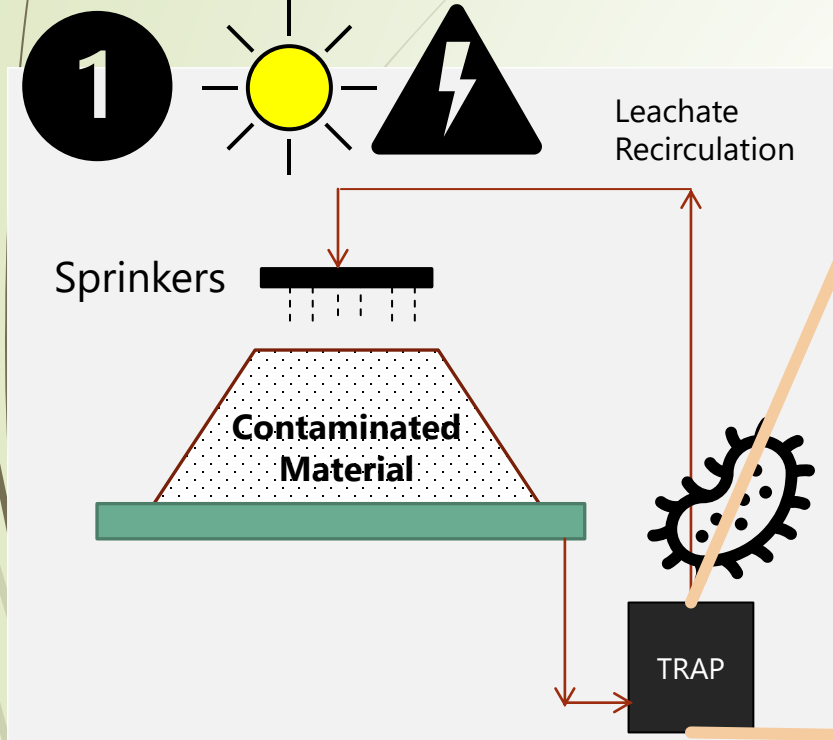 1
Leachate
Recirculation
Sprinkers
Contaminated
Material
TRAP